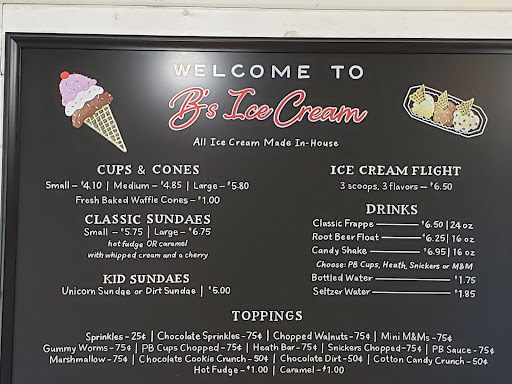 WELCOME TO
B's Ice Cream
All Ice Cream Made In-House
CUPS & CONES
Small – $4.10 | Medium – $4.85 | Large – $5.80
Fresh Baked Waffle Cones – $1.00
CLASSIC SUNDAES
Small – $5.75 | Large – $6.75
hot fudge OR caramel
with whipped cream and a cherry
KID SUNDAES
Unicorn Sundae or Dirt Sundae | $5.00
ICE CREAM FLIGHT
3 scoops, 3 flavors – $6.50
DRINKS
Classic Frappe — $6.50 | 24 oz
Root Beer Float — $6.25 | 16 oz
Candy Shake — $6.95 | 16 oz
Choose: PB Cups, Heath, Snickers or M&M
Bottled Water — $1.75
Seltzer Water — $1.85
TOPPINGS
Sprinkles – 25¢ | Chocolate Sprinkles – 75¢ | Chopped Walnuts – 75¢ | Mini M&Ms – 75¢
Gummy Worms – 75¢ | PB Cups Chopped – 75¢ | Heath Bar – 75¢ | Snickers Chopped – 75¢ | PB Sauce – 75¢
Marshmallow – 75¢ | Chocolate Cookie Crunch – 50¢ | Chocolate Dirt – 50¢ | Cotton Candy Crunch – 50¢
Hot Fudge – $1.00 | Caramel – $1.00